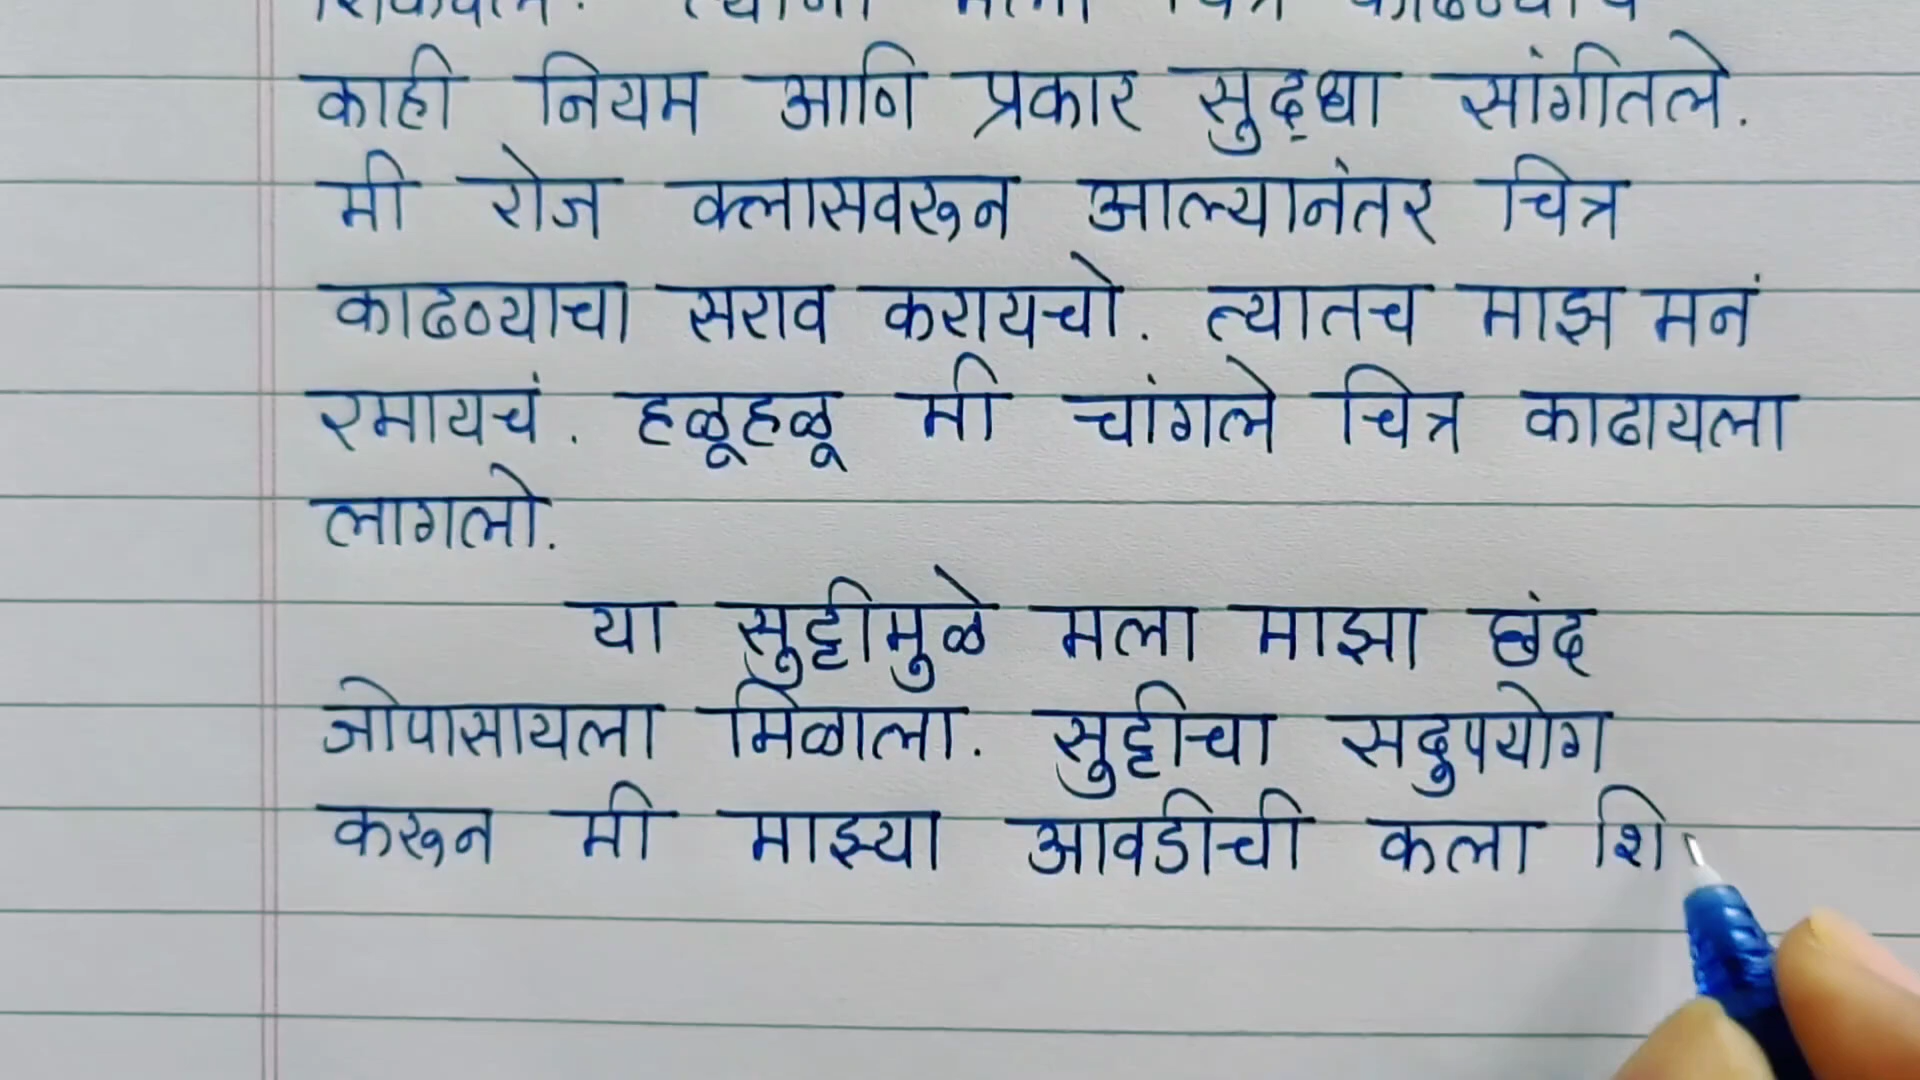 काही नियम आणि प्रकार सुद्धा सांगीतले.
मी रोज क्लासवरून आल्यानंतर चित्र
काढण्याचा सराव करायचो. त्यातच माझ मनं
रमायचं. हळूहळू मी चांगले चित्र काढायला
लागलो.
या सुट्टीमुळे मला माझा छंद
जोपासायला मिळाला. सुट्टीचा सदुपयोग
करून मी माझ्या आवडीची कला शि